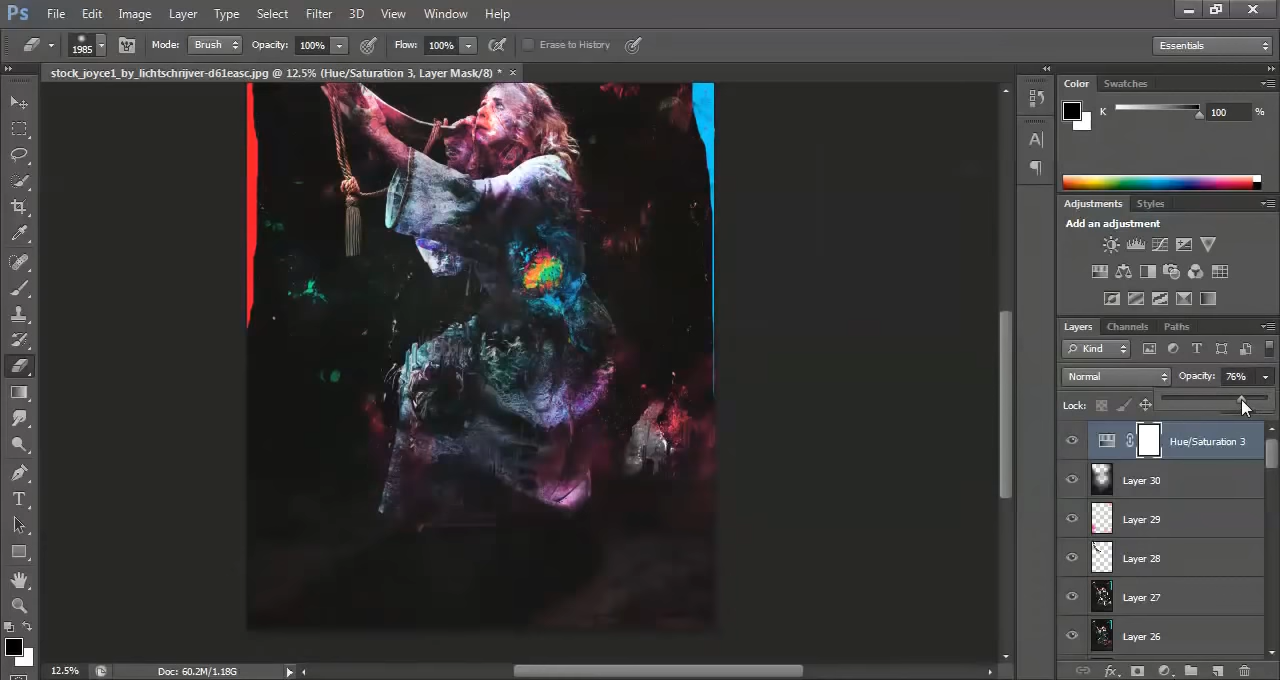 Ps File Edit Image Layer Type Select Filter 3D View Window Help
1985 Mode: Brush Opacity: 100% Flow: 100% Erase to History Essentials
stock_joyce1_by_lichtschrijver-d61easc.jpg @ 12.5% (Hue/Saturation 3, Layer Mask/8) * ×
Color Swatches
K 100 %
Adjustments Styles
Add an adjustment
Layers Channels Paths
Kind
Normal Opacity: 76%
Lock:
Hue/Saturation 3
Layer 30
Layer 29
Layer 28
Layer 27
Layer 26
12.5% Doc: 60.2M/1.18G